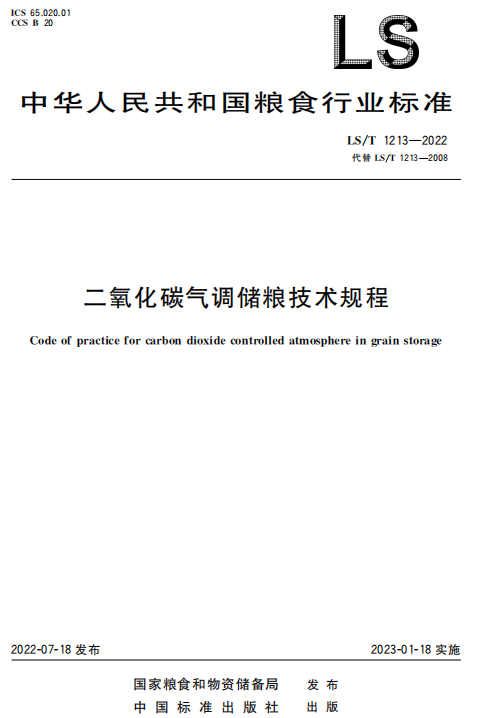 ICS 65.020.01
CCS B 20
LS
中华人民共和国粮食行业标准
LS/T 1213—2022
代替 LS/T 1213—2008
二氧化碳气调储粮技术规程
Code of practice for carbon dioxide controlled atmosphere in grain storage
2022-07-18 发布
2023-01-18 实施
国家粮食和物资储备局 发布
中国标准出版社 出版